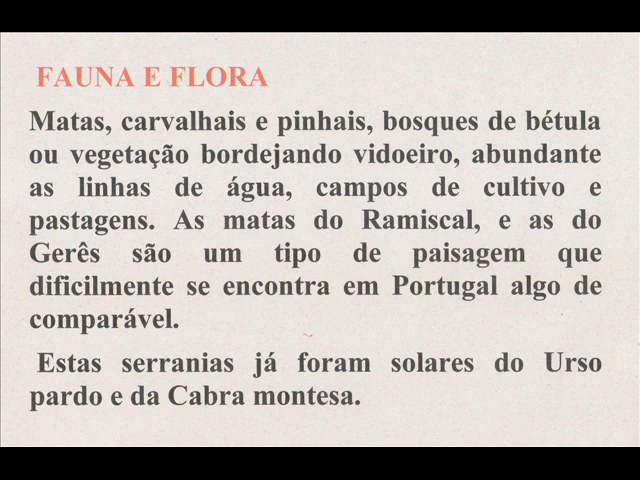 FAUNA E FLORA
Matas, carvalhais e pinhais, bosques de bétula
ou vegetação bordejando vidoeiro, abundante
as linhas de água, campos de cultivo e
pastagens. As matas do Ramiscal, e as do
Gerês são um tipo de paisagem que
dificilmente se encontra em Portugal algo de
comparável.
Estas serranias já foram solares do Urso
pardo e da Cabra montesa.